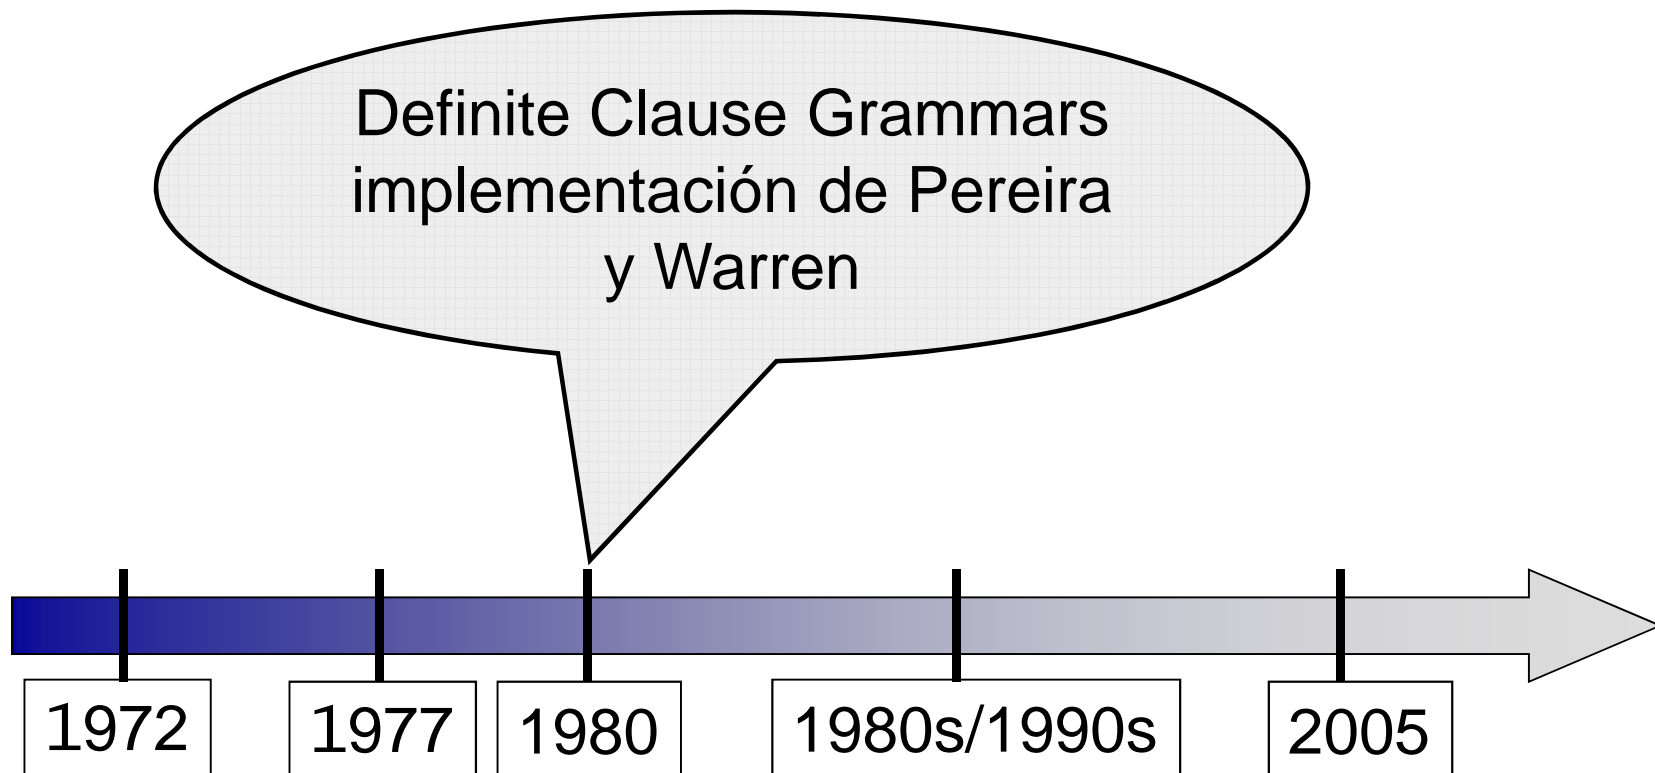 Definite Clause Grammars
implementación de Pereira
y Warren
1972
1977
1980
1980s/1990s
2005